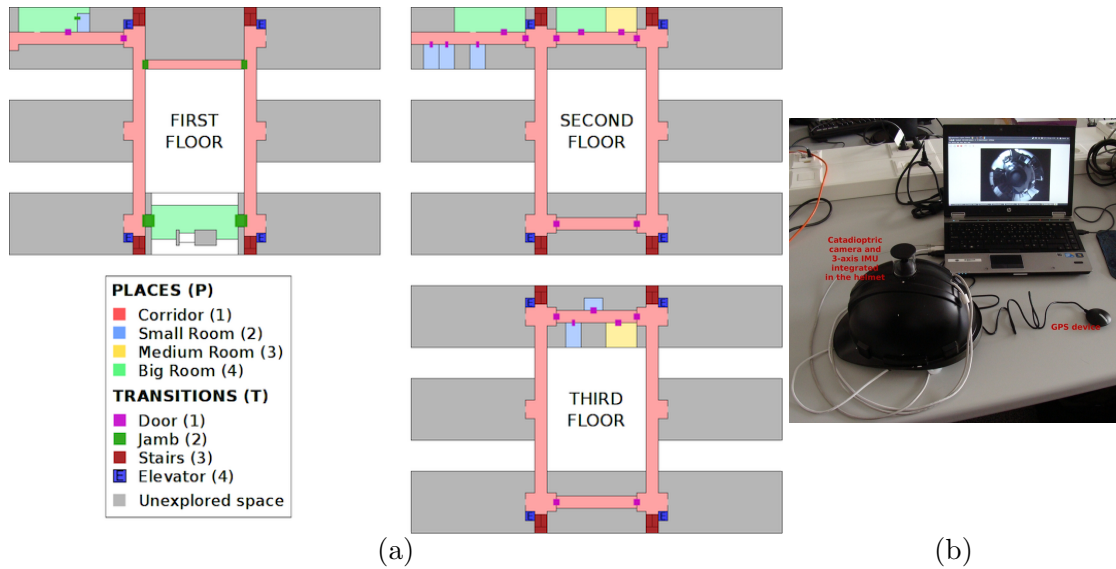 FIRST
FLOOR
SECOND
FLOOR
THIRD
FLOOR
E
E
E
E
E
E
E
E
E
E
E
E
PLACES (P)
Corridor (1)
Small Room (2)
Medium Room (3)
Big Room (4)
TRANSITIONS (T)
Door (1)
Jamb (2)
Stairs (3)
E Elevator (4)
Unexplored space
Catadioptric
camera and
3-axis IMU
integrated
in the helmet
GPS device
(a)
(b)